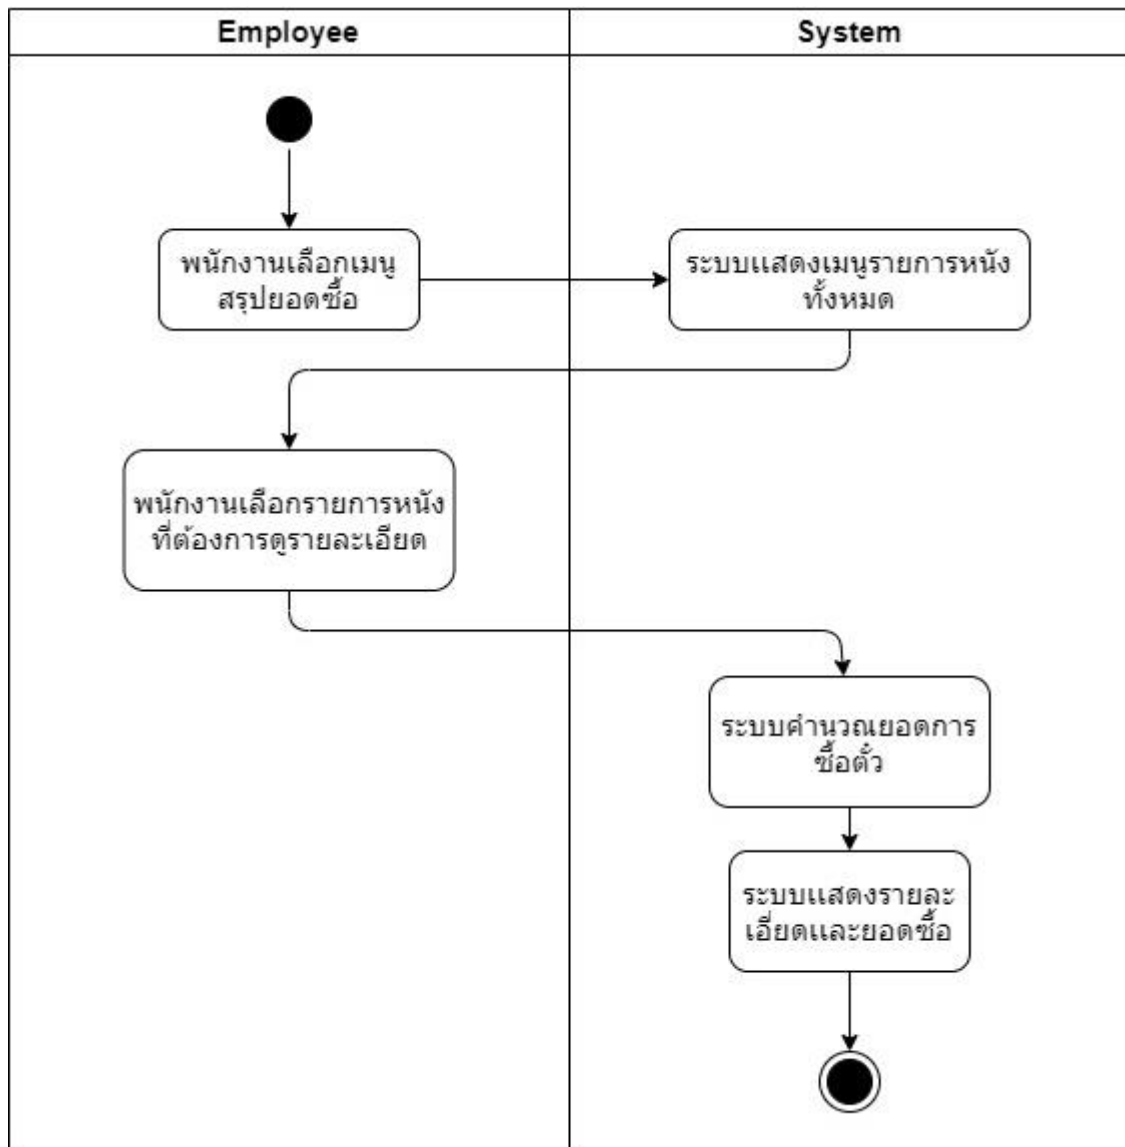 Employee
System
พนักงานเลือกเมนู
สรุปยอดซื้อ
ระบบเเสดงเมนูรายการหนัง
ทั้งหมด
พนักงานเลือกรายการหนัง
ที่ต้องการดูรายละเอียด
ระบบคำนวณยอดการ
ซื้อตั๋ว
ระบบเเสดงรายละ
เอียดเเละยอดซื้อ